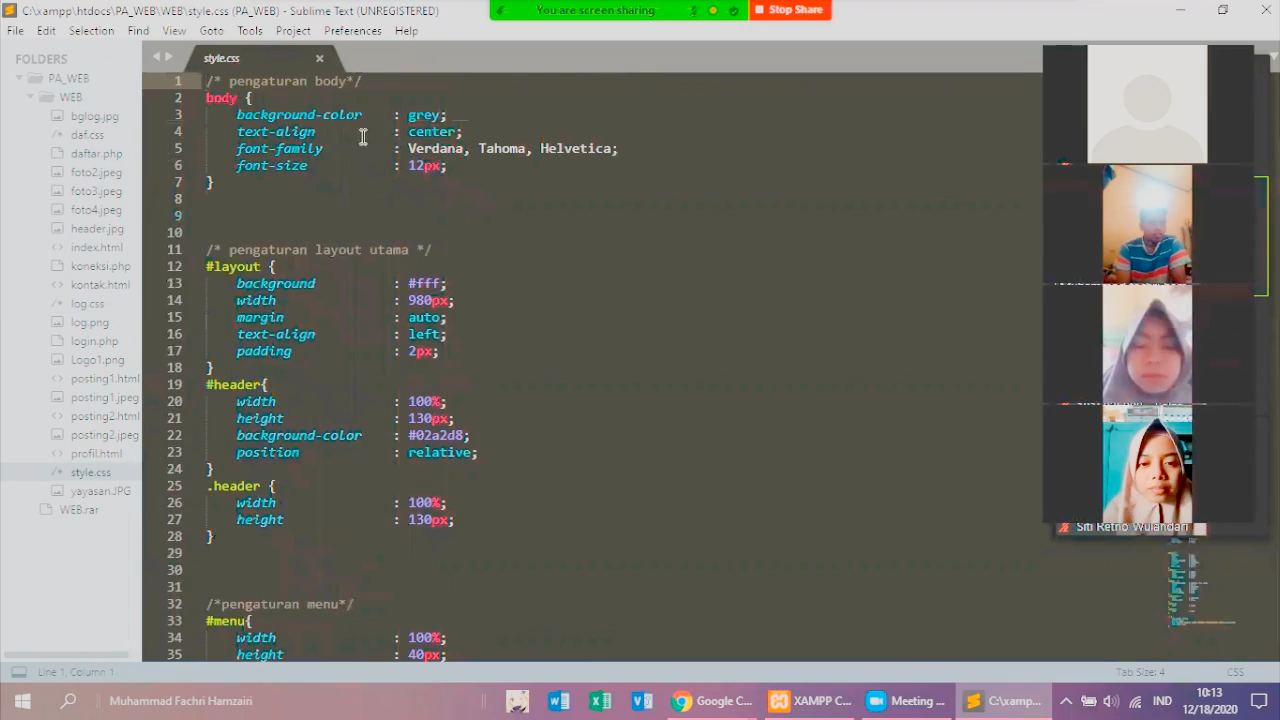 C:\xampp\htdocs\PA_WEB\WEB\style.css (PA_WEB) - Sublime Text (UNREGISTERED)
You are screen sharing
Stop Share
File Edit Selection Find View Goto Tools Project Preferences Help
FOLDERS
PA_WEB
WEB
bglog.jpg
daf.css
daftar.php
foto2.jpeg
foto3.jpeg
foto4.jpeg
header.jpg
index.html
koneksi.php
kontak.html
log.css
log.png
login.php
Logo1.png
posting1.html
posting1.jpeg
posting2.html
posting2.jpeg
profil.html
style.css
yayasan.JPG
WEB.rar
style.css
1 /* pengaturan body*/
2 body {
3 background-color : grey;
4 text-align : center;
5 font-family : Verdana, Tahoma, Helvetica;
6 font-size : 12px;
7 }
8
9
10
11 /* pengaturan layout utama */
12 #layout {
13 background : #fff;
14 width : 980px;
15 margin : auto;
16 text-align : left;
17 padding : 2px;
18 }
19 #header{
20 width : 100%;
21 height : 130px;
22 background-color : #02a2d8;
23 position : relative;
24 }
25 .header {
26 width : 100%;
27 height : 130px;
28 }
29
30
31
32 /*pengaturan menu*/
33 #menu{
34 width : 100%;
35 height : 40px;
Siti Retno Wulandari
Line 1, Column 1
Tab Size: 4
CSS
Muhammad Fachri Hamzairi
Google C...
XAMPP C...
Meeting ...
C:\xamp...
IND
10:13
12/18/2020